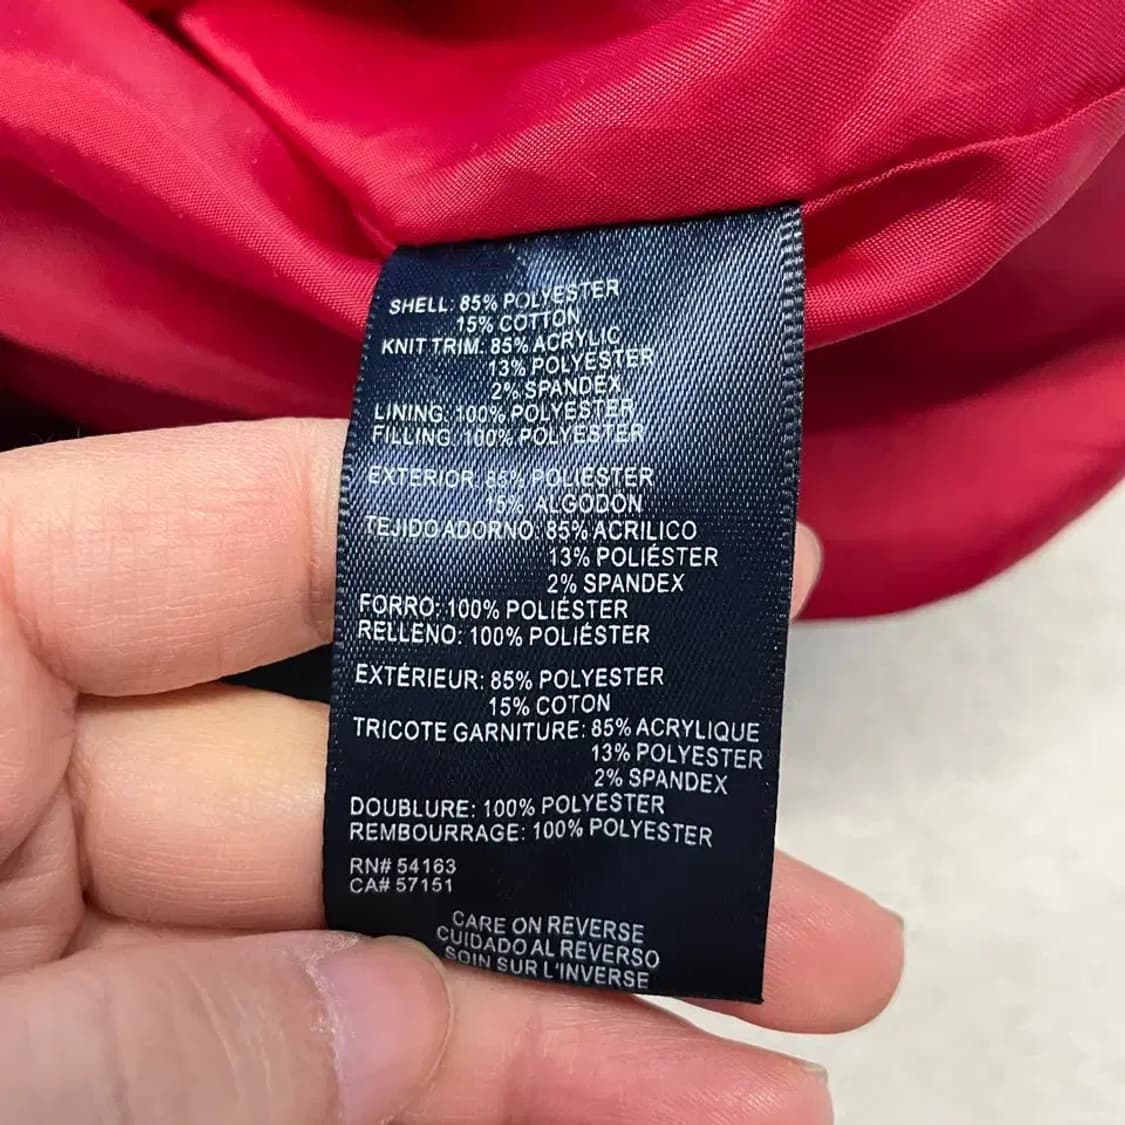 SHELL: 85% POLYESTER
15% COTTON
KNIT TRIM: 85% ACRYLIC
13% POLYESTER
2% SPANDEX
LINING: 100% POLYESTER
FILLING: 100% POLYESTER
EXTERIOR: 85% POLIÉSTER
15% ALGODÓN
TEJIDO ADORNO: 85% ACRILICO
13% POLIÉSTER
2% SPANDEX
FORRO: 100% POLIÉSTER
RELLENO: 100% POLIÉSTER
EXTÉRIEUR: 85% POLYESTER
15% COTON
TRICOTE GARNITURE: 85% ACRYLIQUE
13% POLYESTER
2% SPANDEX
DOUBLURE: 100% POLYESTER
REMBOURRAGE: 100% POLYESTER
RN# 54163
CA# 57151
CARE ON REVERSE
CUIDADO AL REVERSO
SOIN SUR L'INVERSE